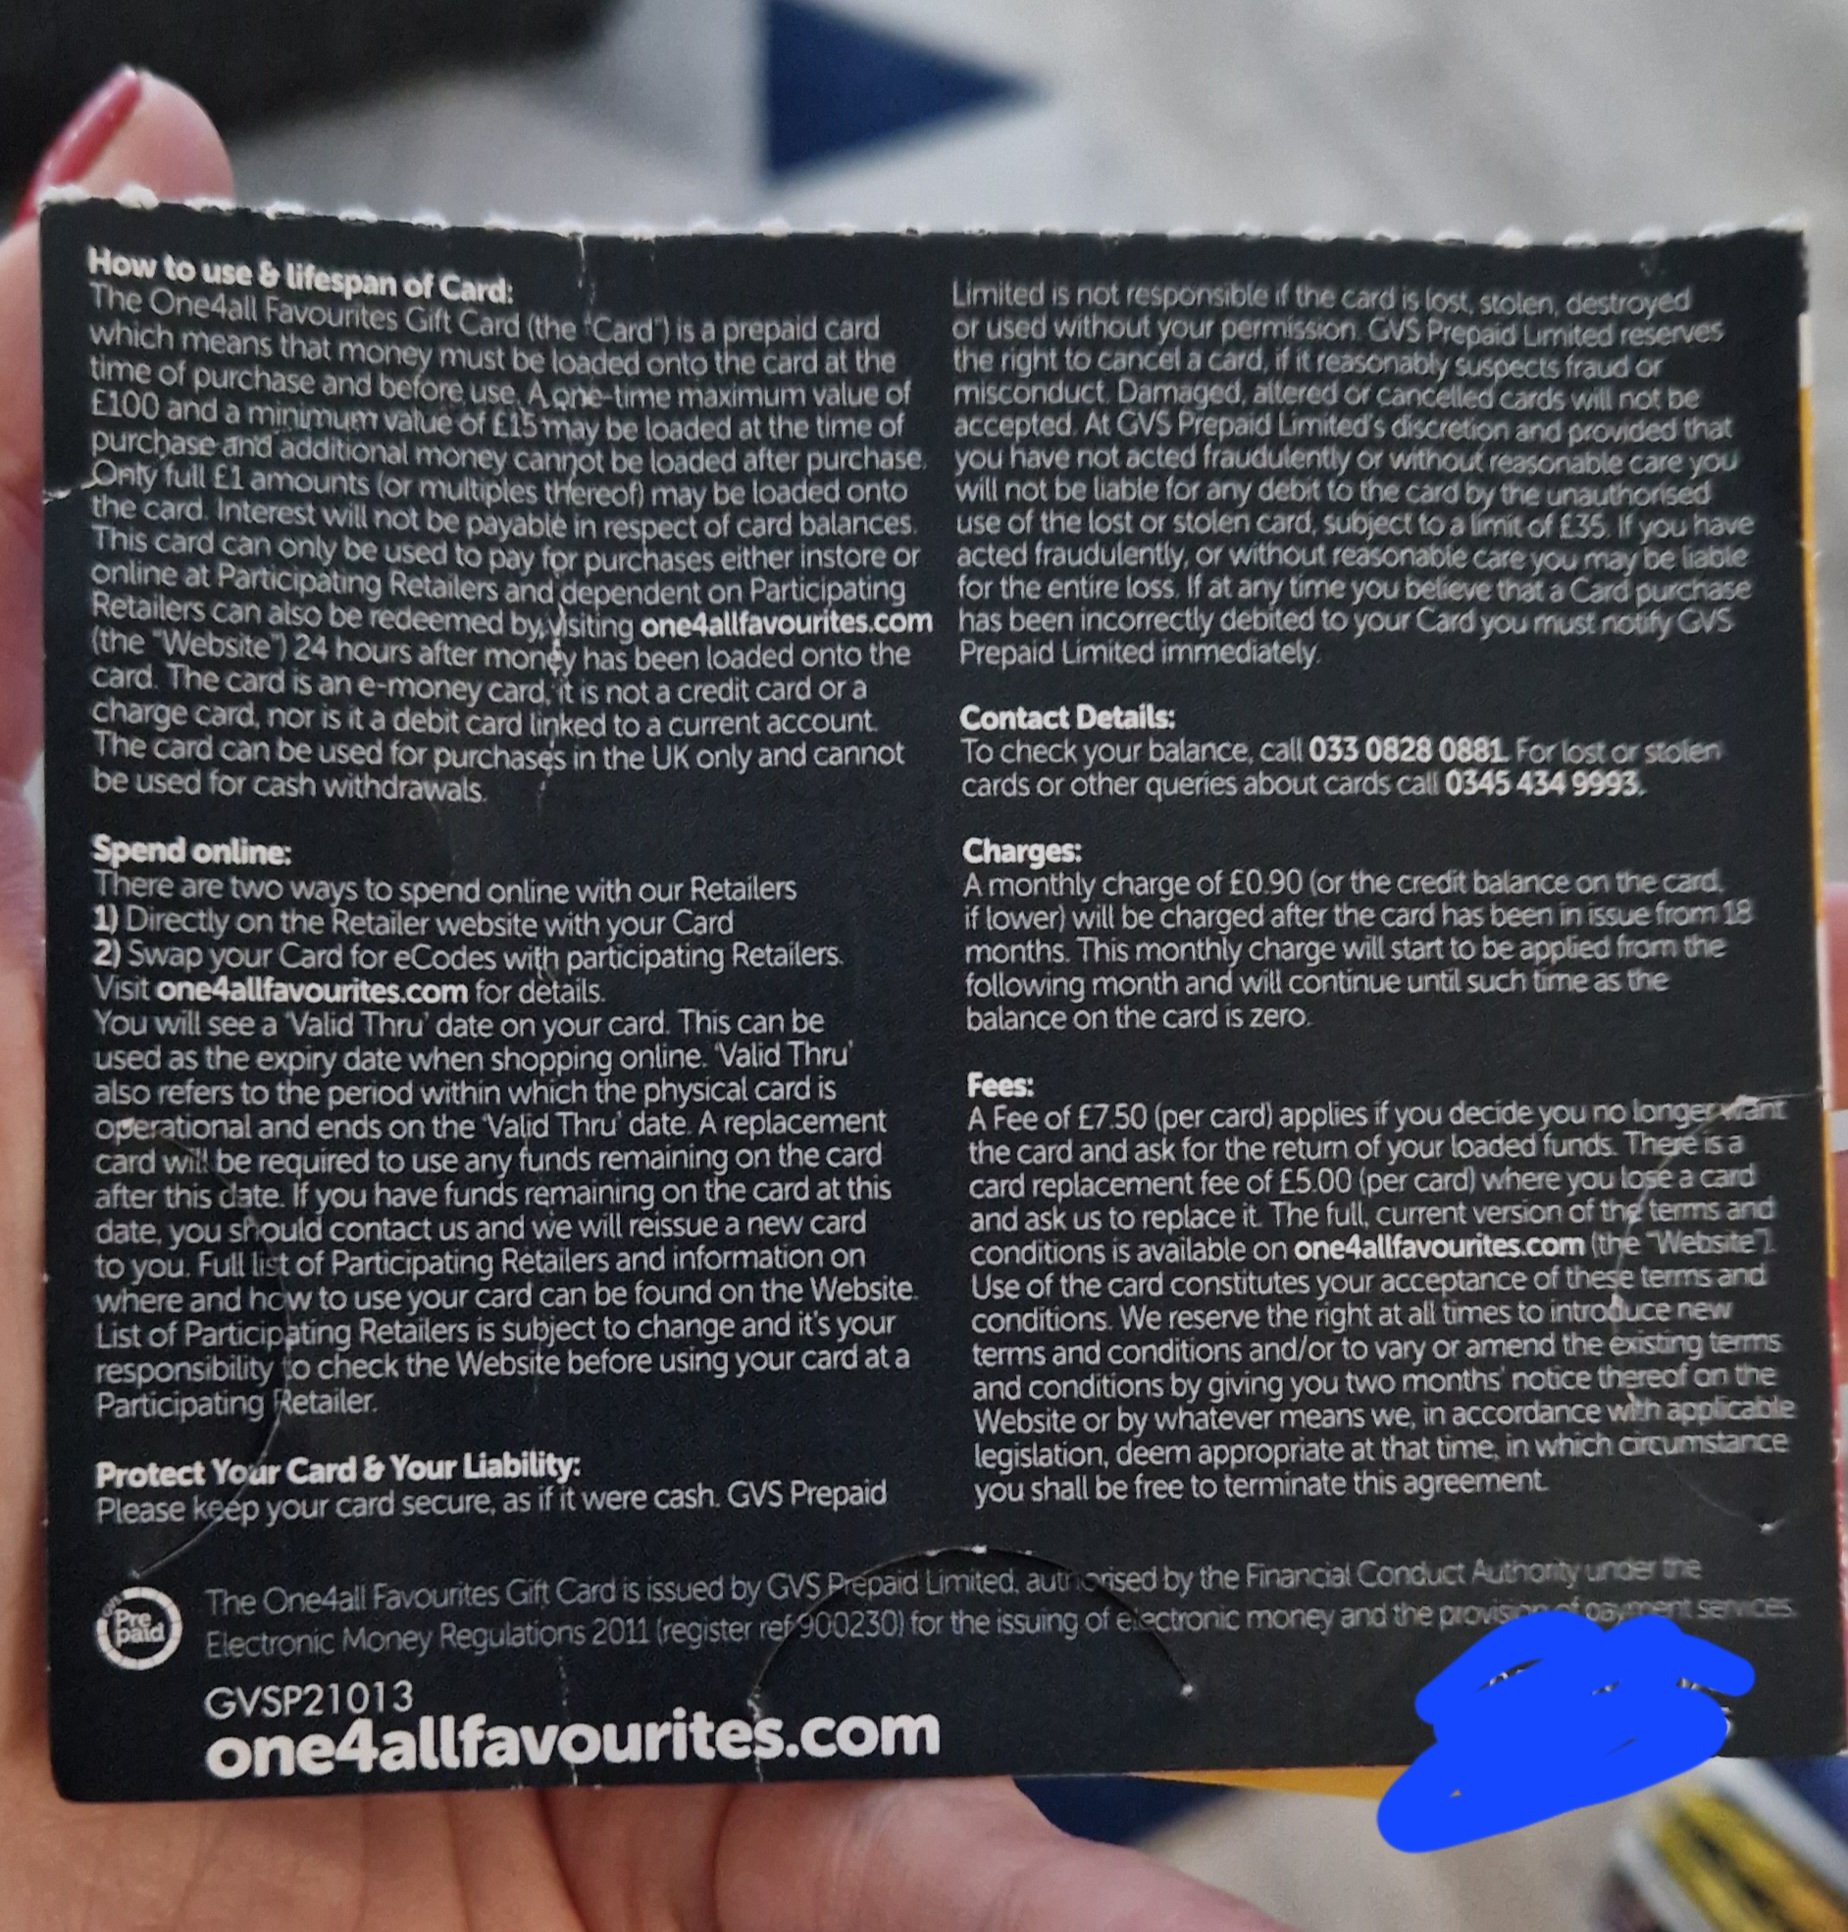 How to use & lifespan of Card:
The One4all Favourites Gift Card (the "Card") is a prepaid card
which means that money must be loaded onto the card at the
time of purchase and before use. A one-time maximum value of
£100 and a minimum value of £15 may be loaded at the time of
purchase and additional money cannot be loaded after purchase.
Only full £1 amounts (or multiples thereof) may be loaded onto
the card. Interest will not be payable in respect of card balances.
This card can only be used to pay for purchases either instore or
online at Participating Retailers and dependent on Participating
Retailers can also be redeemed by visiting one4allfavourites.com
(the "Website") 24 hours after money has been loaded onto the
card. The card is an e-money card, it is not a credit card or a
charge card, nor is it a debit card linked to a current account.
The card can be used for purchases in the UK only and cannot
be used for cash withdrawals.
Spend online:
There are two ways to spend online with our Retailers
1) Directly on the Retailer website with your Card
2) Swap your Card for eCodes with participating Retailers.
Visit one4allfavourites.com for details.
You will see a 'Valid Thru' date on your card. This can be
used as the expiry date when shopping online. 'Valid Thru'
also refers to the period within which the physical card is
operational and ends on the 'Valid Thru' date. A replacement
card will be required to use any funds remaining on the card
after this date. If you have funds remaining on the card at this
date, you should contact us and we will reissue a new card
to you. Full list of Participating Retailers and information on
where and how to use your card can be found on the Website.
List of Participating Retailers is subject to change and it's your
responsibility to check the Website before using your card at a
Participating Retailer.
Protect Your Card & Your Liability:
Please keep your card secure, as if it were cash. GVS Prepaid
Limited is not responsible if the card is lost, stolen, destroyed
or used without your permission. GVS Prepaid Limited reserves
the right to cancel a card, if it reasonably suspects fraud or
misconduct. Damaged, altered or cancelled cards will not be
accepted. At GVS Prepaid Limited's discretion and provided that
you have not acted fraudulently or without reasonable care you
will not be liable for any debit to the card by the unauthorised
use of the lost or stolen card, subject to a limit of £35. If you have
acted fraudulently, or without reasonable care you may be liable
for the entire loss. If at any time you believe that a Card purchase
has been incorrectly debited to your Card you must notify GVS
Prepaid Limited immediately.
Contact Details:
To check your balance, call 033 0828 0881. For lost or stolen
cards or other queries about cards call 0345 434 9993.
Charges:
A monthly charge of £0.90 (or the credit balance on the card,
if lower) will be charged after the card has been in issue from 18
months. This monthly charge will start to be applied from the
following month and will continue until such time as the
balance on the card is zero.
Fees:
A Fee of £7.50 (per card) applies if you decide you no longer want
the card and ask for the return of your loaded funds. There is a
card replacement fee of £5.00 (per card) where you lose a card
and ask us to replace it. The full, current version of the terms and
conditions is available on one4allfavourites.com (the "Website").
Use of the card constitutes your acceptance of these terms and
conditions. We reserve the right at all times to introduce new
terms and conditions and/or to vary or amend the existing terms
and conditions by giving you two months' notice thereof on the
Website or by whatever means we, in accordance with applicable
legislation, deem appropriate at that time, in which circumstance
you shall be free to terminate this agreement.
Pre
paid
The One4all Favourites Gift Card is issued by GVS Prepaid Limited, authorised by the Financial Conduct Authority under the
Electronic Money Regulations 2011 (register ref 900230) for the issuing of electronic money and the provision of payment services.
GVSP21013
one4allfavourites.com